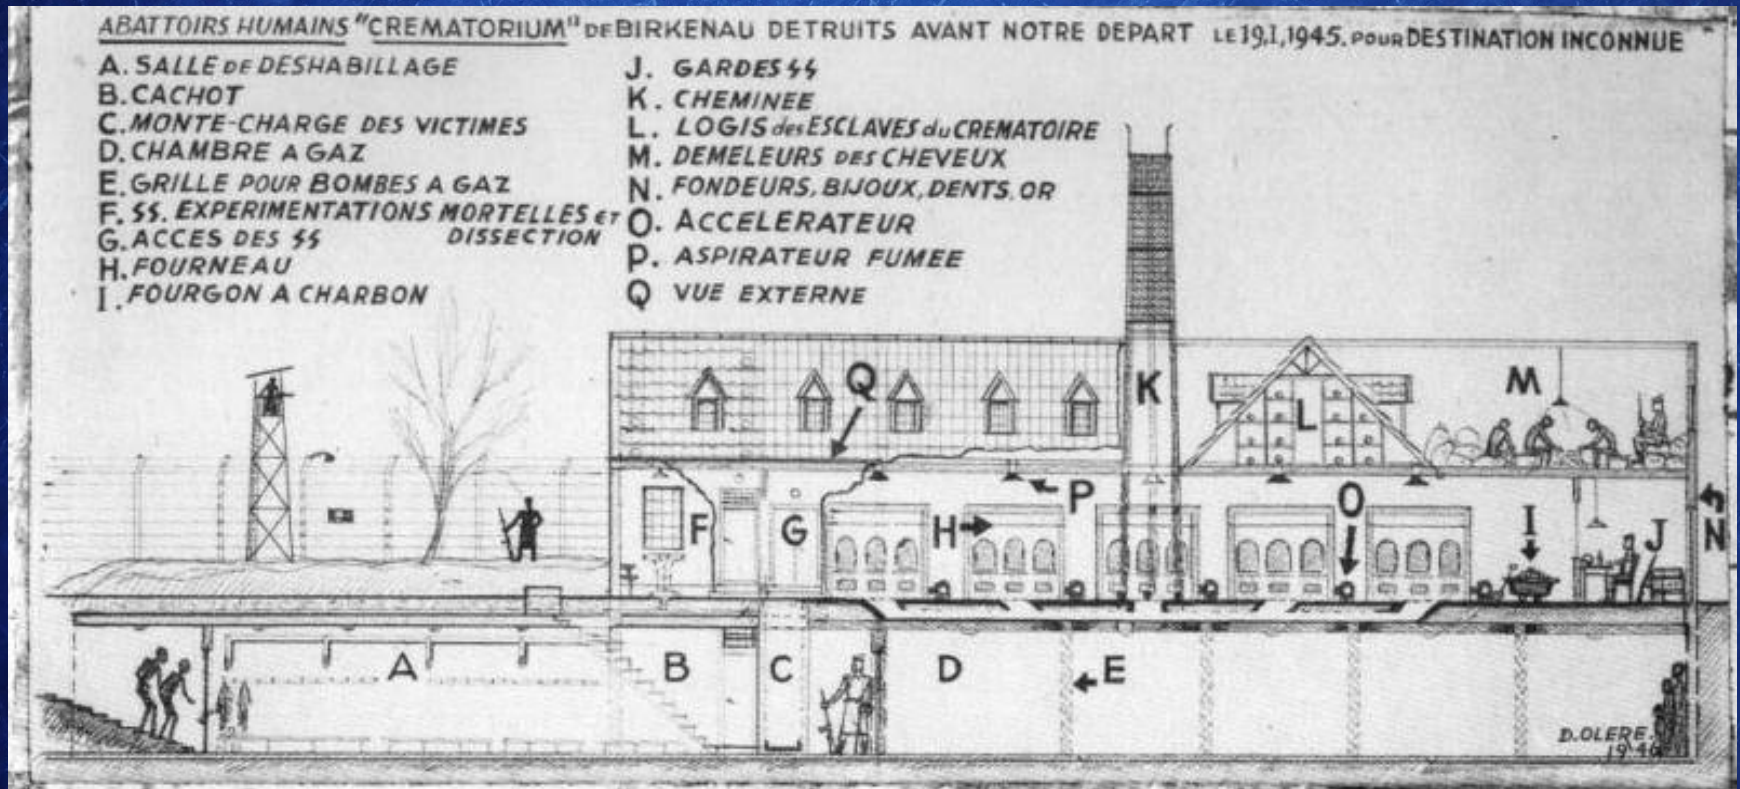 ABATTOIRS HUMAINS "CREMATORIUM" DE BIRKENAU DETRUITS AVANT NOTRE DEPART LE 19.I,1945. POUR DESTINATION INCONNUE
A. SALLE DE DESHABILLAGE
B. CACHOT
C. MONTE-CHARGE DES VICTIMES
D. CHAMBRE A GAZ
E. GRILLE POUR BOMBES A GAZ
F. SS. EXPERIMENTATIONS MORTELLES ET
DISSECTION
G. ACCES DES SS
H. FOURNEAU
I. FOURGON A CHARBON
J. GARDES SS
K. CHEMINEE
L. LOGIS des ESCLAVES du CREMATOIRE
M. DEMELEURS DES CHEVEUX
N. FONDEURS, BIJOUX, DENTS, OR
O. ACCELERATEUR
P. ASPIRATEUR FUMEE
Q VUE EXTERNE
Q
K
L
M
F
G
H
P
O
I
J
N
A
B
C
D
E
D. OLERE.
1946